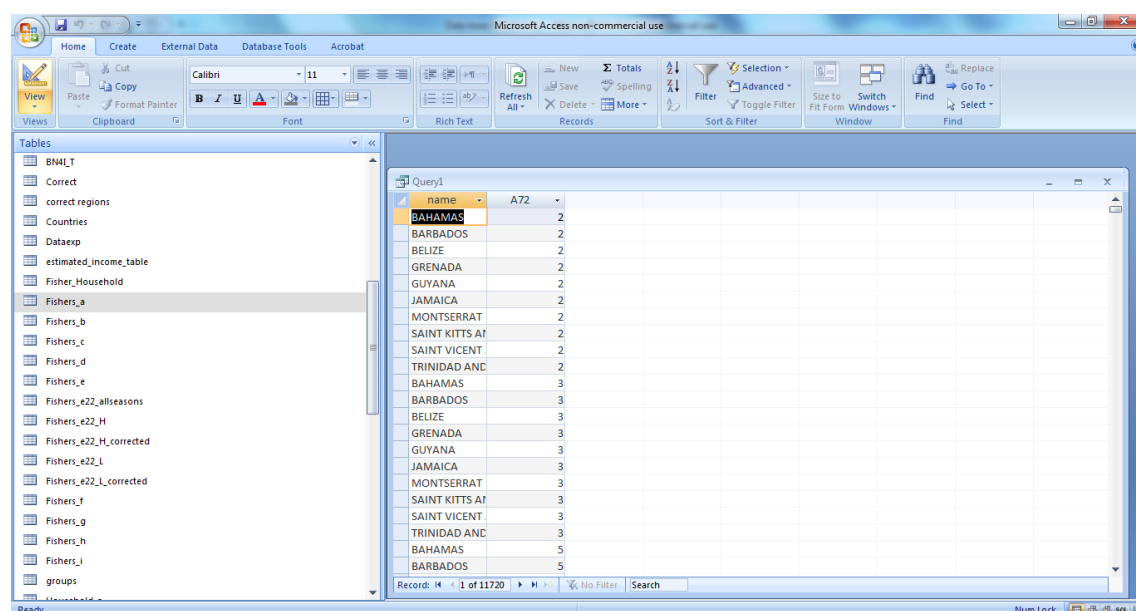 Microsoft Access non-commercial use
Home Create External Data Database Tools Acrobat
View
Views
Paste
Cut
Copy
Format Painter
Clipboard
Calibri 11
B I U A
Font
Rich Text
Refresh All
New
Save
Delete
Totals
Spelling
More
Records
Filter
Selection
Advanced
Toggle Filter
Sort & Filter
Size to Fit Form
Switch Windows
Window
Find
Replace
Go To
Select
Find
Tables
BN4I_T
Correct
correct regions
Countries
Dataexp
estimated_income_table
Fisher_Household
Fishers_a
Fishers_b
Fishers_c
Fishers_d
Fishers_e
Fishers_e22_allseasons
Fishers_e22_H
Fishers_e22_H_corrected
Fishers_e22_L
Fishers_e22_L_corrected
Fishers_f
Fishers_g
Fishers_h
Fishers_i
groups
Query1
name A72
BAHAMAS 2
BARBADOS 2
BELIZE 2
GRENADA 2
GUYANA 2
JAMAICA 2
MONTSERRAT 2
SAINT KITTS AN 2
SAINT VICENT 2
TRINIDAD AND 2
BAHAMAS 3
BARBADOS 3
BELIZE 3
GRENADA 3
GUYANA 3
JAMAICA 3
MONTSERRAT 3
SAINT KITTS AN 3
SAINT VICENT 3
TRINIDAD AND 3
BAHAMAS 5
BARBADOS 5
Record: 1 of 11720 No Filter Search
Ready Num Lock